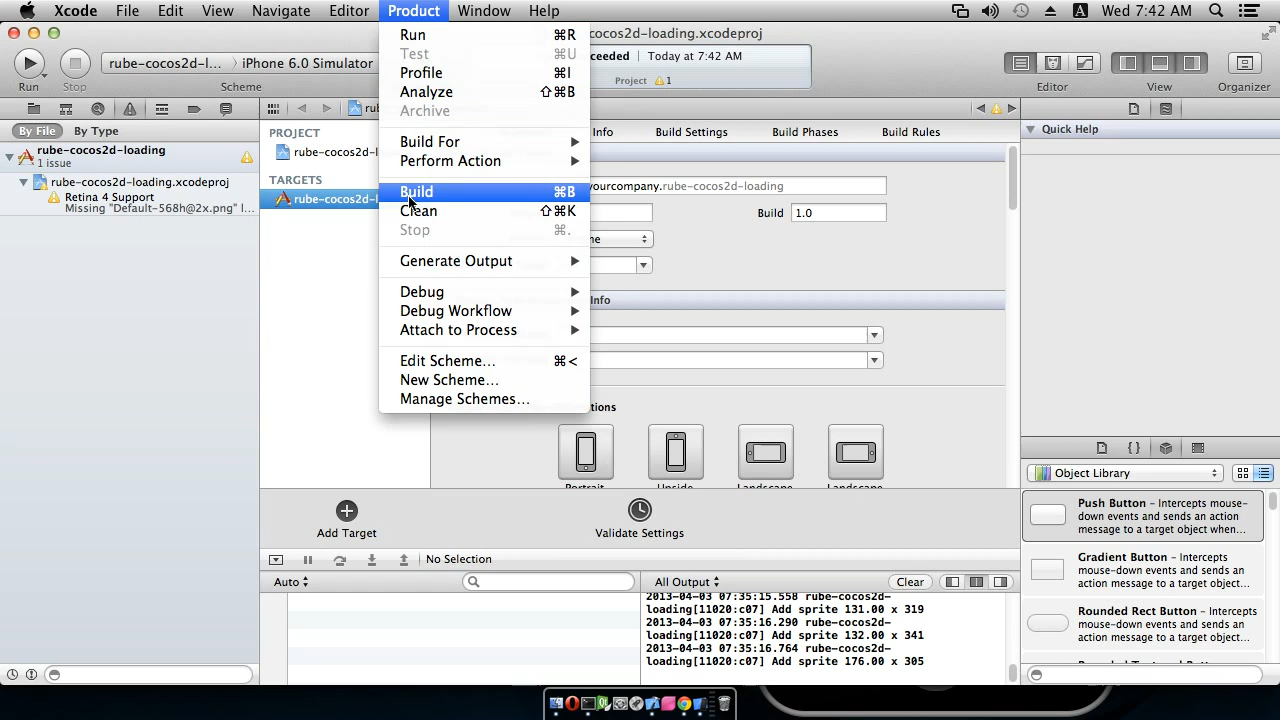 Xcode File Edit View Navigate Editor Product Window Help
A Wed 7:42 AM
cocos2d-loading.xcodeproj
Run
Stop
rube-cocos2d-l... iPhone 6.0 Simulator
Scheme
Today at 7:42 AM
Project 1
Editor
View
Organizer
Run ⌘R
Test ⌘U
Profile ⌘I
Analyze ⇧⌘B
Archive
Build For
Perform Action
Build ⌘B
Clean ⇧⌘K
Stop ⌘.
Generate Output
Debug
Debug Workflow
Attach to Process
Edit Scheme... ⌘<
New Scheme...
Manage Schemes...
By File By Type
rube-cocos2d-loading
1 issue
rube-cocos2d-loading.xcodeproj
Retina 4 Support
Missing "Default-568h@2x.png" l...
PROJECT
rube-cocos2d-l
TARGETS
rube-cocos2d-l
Info Build Settings Build Phases Build Rules
yourcompany.rube-cocos2d-loading
Build 1.0
Info
Portrait Upside Landscape Landscape
Add Target
Validate Settings
No Selection
Auto
All Output
Clear
2013-04-03 07:35:15.558 rube-cocos2d-
loading[11020:c07] Add sprite 131.00 x 319
2013-04-03 07:35:16.290 rube-cocos2d-
loading[11020:c07] Add sprite 132.00 x 341
2013-04-03 07:35:16.764 rube-cocos2d-
loading[11020:c07] Add sprite 176.00 x 305
Quick Help
{ }
Object Library
Push Button - Intercepts mouse-
down events and sends an action
message to a target object when...
Gradient Button - Intercepts
mouse-down events and sends an
action message to a target object...
Rounded Rect Button - Intercepts
mouse-down events and sends an
action message to a target object...